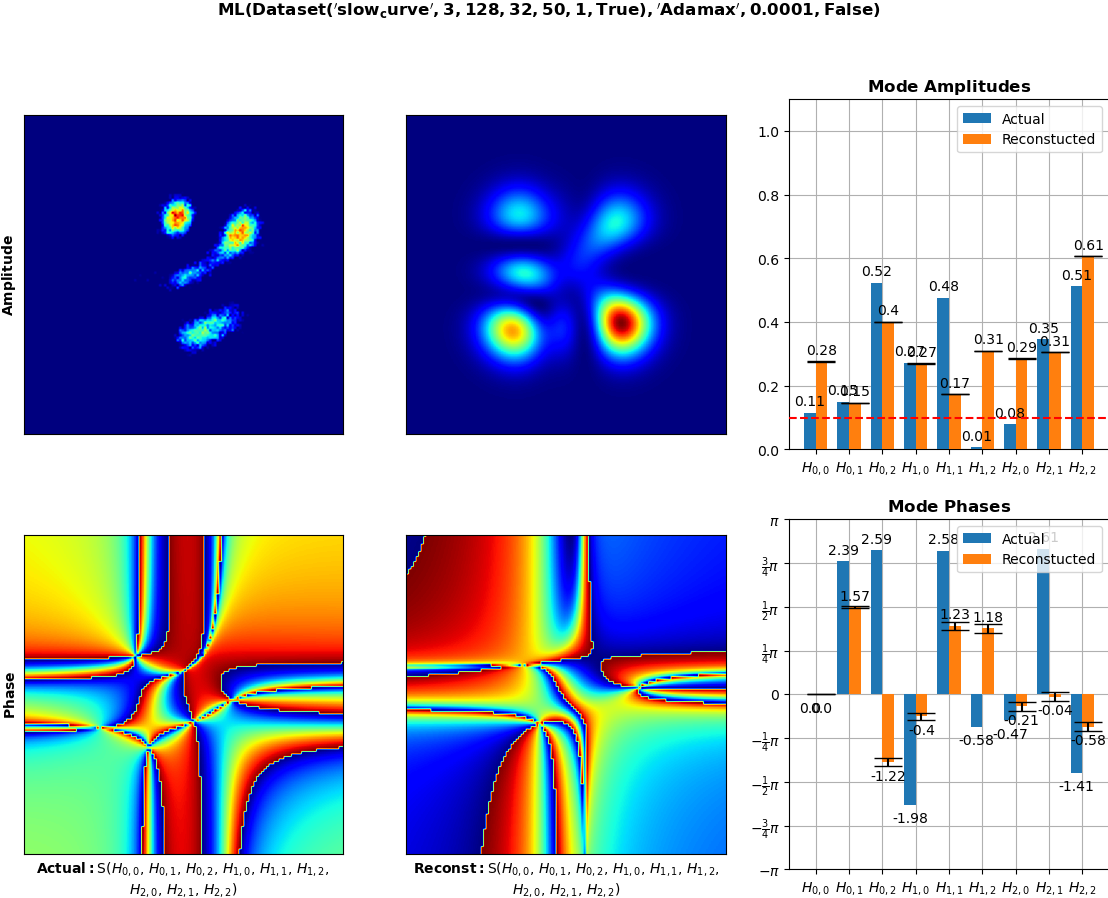 ML(Dataset(′slow_curve′, 3, 128, 32, 50, 1, True), ′Adamax′, 0.0001, False)
Mode Amplitudes
Actual
Reconstucted
1.0
0.8
0.6
0.4
0.2
0.0
0.11
0.15
0.52
0.27
0.48
0.01
0.08
0.35
0.51
0.28
0.15
0.4
0.27
0.17
0.31
0.29
0.31
0.61
H0,0 H0,1 H0,2 H1,0 H1,1 H1,2 H2,0 H2,1 H2,2
Amplitude
Mode Phases
Actual
Reconstucted
π
3/4π
1/2π
1/4π
0
−1/4π
−1/2π
−3/4π
−π
0.0
2.39
2.59
-1.98
2.58
-0.58
-0.47
2.61
-1.41
0.0
1.57
-1.22
-0.4
1.23
1.18
-0.21
-0.04
-0.58
H0,0 H0,1 H0,2 H1,0 H1,1 H1,2 H2,0 H2,1 H2,2
Phase
Actual: S(H0,0, H0,1, H0,2, H1,0, H1,1, H1,2,
H2,0, H2,1, H2,2)
Reconst: S(H0,0, H0,1, H0,2, H1,0, H1,1, H1,2,
H2,0, H2,1, H2,2)